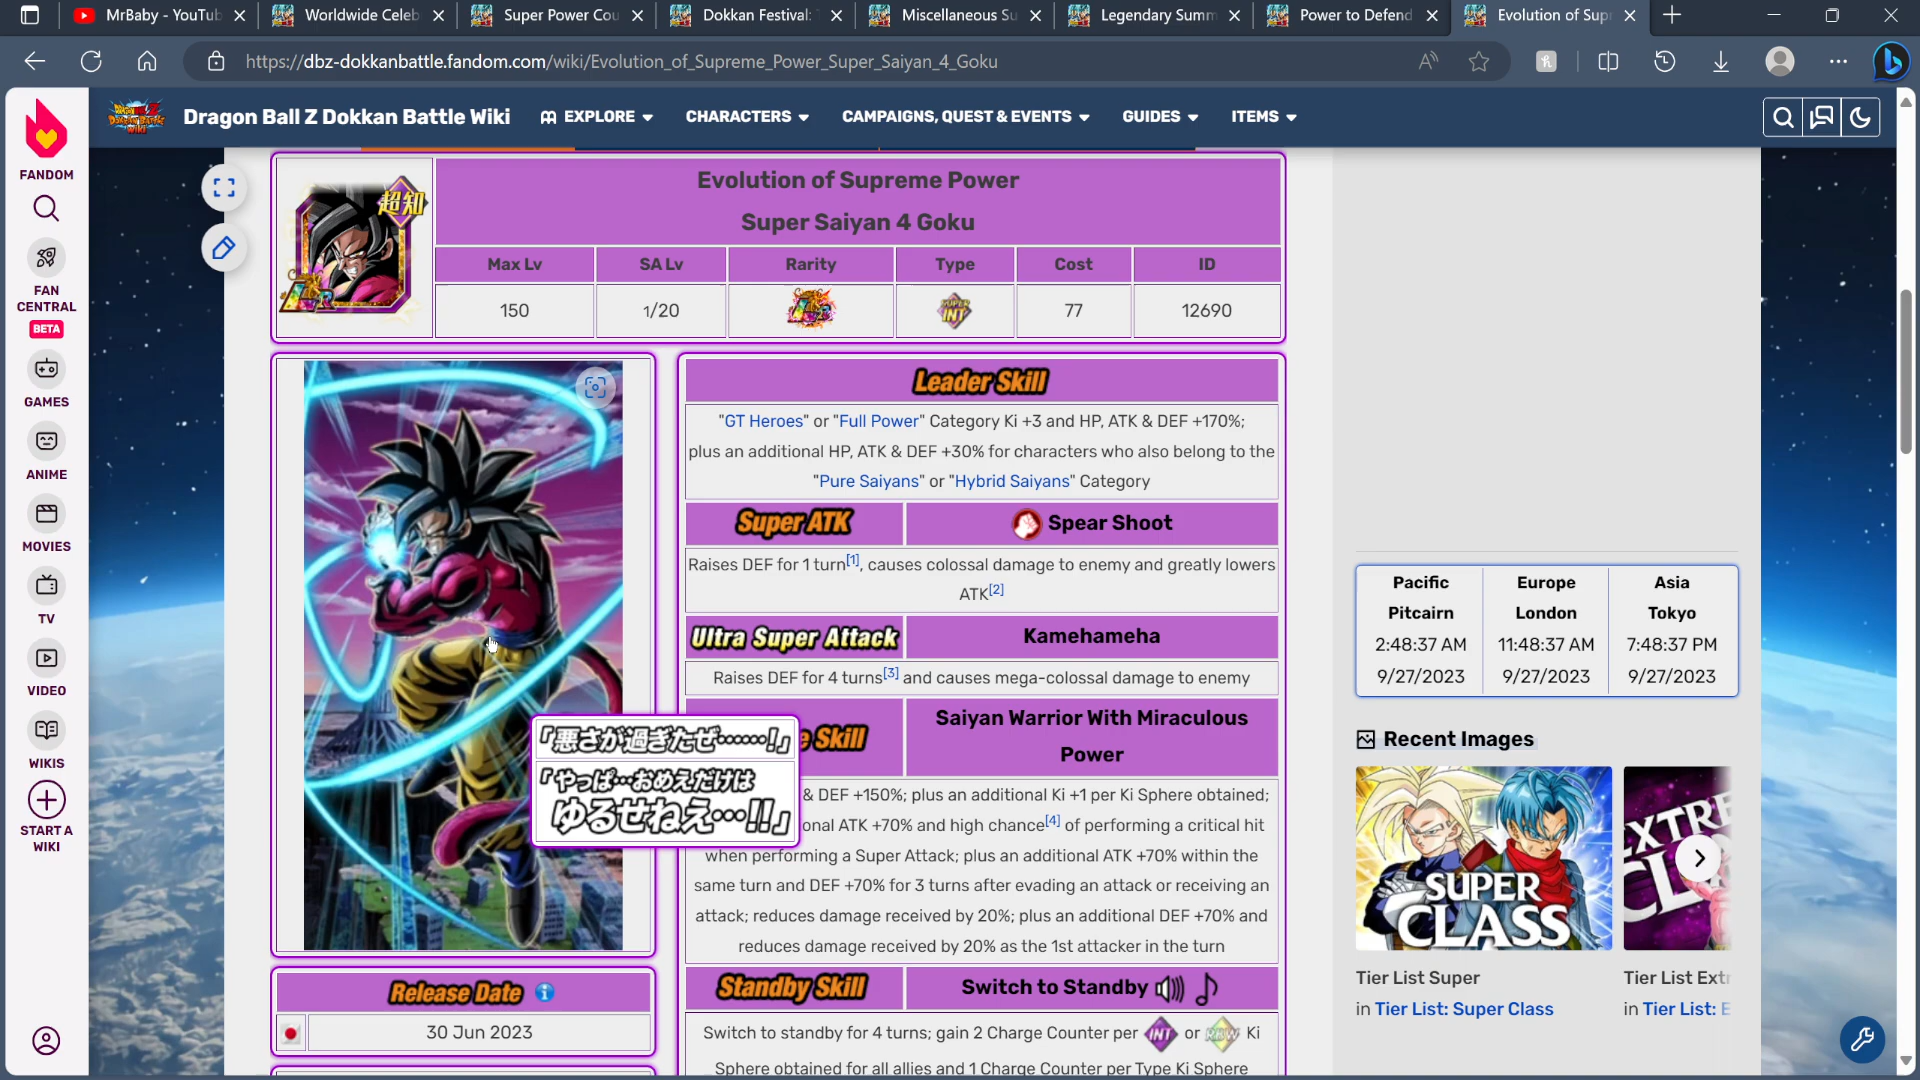 MrBaby - YouTub
Worldwide Celeb
Super Power Cou
Dokkan Festival:
Miscellaneous Su
Legendary Summ
Power to Defend
Evolution of Supr
https://dbz-dokkanbattle.fandom.com/wiki/Evolution_of_Supreme_Power_Super_Saiyan_4_Goku
Dragon Ball Z Dokkan Battle Wiki
EXPLORE
CHARACTERS
CAMPAIGNS, QUEST & EVENTS
GUIDES
ITEMS
FANDOM
FAN
CENTRAL
BETA
GAMES
ANIME
MOVIES
TV
VIDEO
WIKIS
START A
WIKI
超知
Evolution of Supreme Power
Super Saiyan 4 Goku
Max Lv SA Lv Rarity Type Cost ID
150 1/20 LR SUPER INT 77 12690
Leader Skill
"GT Heroes" or "Full Power" Category Ki +3 and HP, ATK & DEF +170%;
plus an additional HP, ATK & DEF +30% for characters who also belong to the
"Pure Saiyans" or "Hybrid Saiyans" Category
Super ATK Spear Shoot
Raises DEF for 1 turn[1], causes colossal damage to enemy and greatly lowers
ATK[2]
Ultra Super Attack Kamehameha
Raises DEF for 4 turns[3] and causes mega-colossal damage to enemy
e Skill Saiyan Warrior With Miraculous
Power
& DEF +150%; plus an additional Ki +1 per Ki Sphere obtained;
onal ATK +70% and high chance[4] of performing a critical hit
when performing a Super Attack; plus an additional ATK +70% within the
same turn and DEF +70% for 3 turns after evading an attack or receiving an
attack; reduces damage received by 20%; plus an additional DEF +70% and
reduces damage received by 20% as the 1st attacker in the turn
Standby Skill Switch to Standby
Switch to standby for 4 turns; gain 2 Charge Counter per INT or RBW Ki
Sphere obtained for all allies and 1 Charge Counter per Type Ki Sphere
「悪さが過ぎたぜ……!」
「やっぱ…おめえだけは
ゆるせねえ…!!」
Release Date
30 Jun 2023
Pacific Europe Asia
Pitcairn London Tokyo
2:48:37 AM 11:48:37 AM 7:48:37 PM
9/27/2023 9/27/2023 9/27/2023
Recent Images
SUPER
CLASS
EXTR
CL
Tier List Super
in Tier List: Super Class
Tier List Extr
in Tier List: E